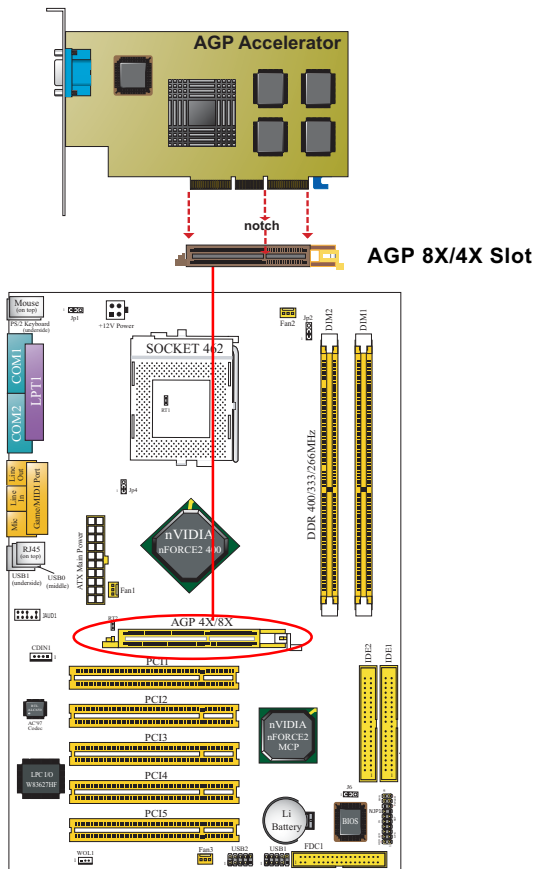 AGP Accelerator
notch
AGP 8X/4X Slot
Mouse
(on top)
PS/2 Keyboard
(underside)
Jp1
+12V Power
Fan2
Jp2
DIM2
DIM1
COM1
LPT1
COM2
SOCKET 462
RT1
DDR 400/333/266MHz
Jp4
Line
Out
Line
In
Mic
Game/MIDI Port
RJ45
(on top)
USB1
(underside)
USB0
(middle)
ATX Main Power
Fan1
nVIDIA
nFORCE2 400
JAUD1
AGP 4X/8X
CDIN1
PCI1
IDE2
IDE1
PCI2
AC'97
Codec
PCI3
nVIDIA
nFORCE2
MCP
LPC I/O
W83627HF
PCI4
J6
Li
Battery
BIOS
PCI5
WOL1
Fan3
USB2
USB1
FDC1